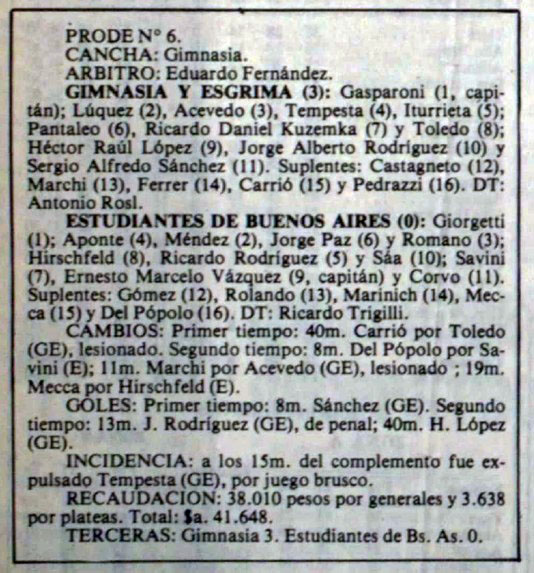 PRODE Nº 6.
CANCHA: Gimnasia.
ARBITRO: Eduardo Fernández.
GIMNASIA Y ESGRIMA (3): Gasparoni (1, capi-
tán); Lúquez (2), Acevedo (3), Tempesta (4), Iturrieta (5);
Pantaleo (6), Ricardo Daniel Kuzemka (7) y Toledo (8);
Héctor Raúl López (9), Jorge Alberto Rodríguez (10) y
Sergio Alfredo Sánchez (11). Suplentes: Castagneto (12),
Marchi (13), Ferrer (14), Carrió (15) y Pedrazzi (16). DT:
Antonio Rosl.
ESTUDIANTES DE BUENOS AIRES (0): Giorgetti
(1); Aponte (4), Méndez (2), Jorge Paz (6) y Romano (3);
Hirschfeld (8), Ricardo Rodríguez (5) y Sáa (10); Savini
(7), Ernesto Marcelo Vázquez (9, capitán) y Corvo (11).
Suplentes: Gómez (12), Rolando (13), Marinich (14), Mec-
ca (15) y Del Pópolo (16). DT: Ricardo Trigilli.
CAMBIOS: Primer tiempo: 40m. Carrió por Toledo
(GE), lesionado. Segundo tiempo: 8m. Del Pópolo por Sa-
vini (E); 11m. Marchi por Acevedo (GE), lesionado ; 19m.
Mecca por Hirschfeld (E).
GOLES: Primer tiempo: 8m. Sánchez (GE). Segundo
tiempo: 13m. J. Rodríguez (GE), de penal; 40m. H. López
(GE).
INCIDENCIA: a los 15m. del complemento fue ex-
pulsado Tempesta (GE), por juego brusco.
RECAUDACION: 38.010 pesos por generales y 3.638
por plateas. Total: $a. 41.648.
TERCERAS: Gimnasia 3. Estudiantes de Bs. As. 0.